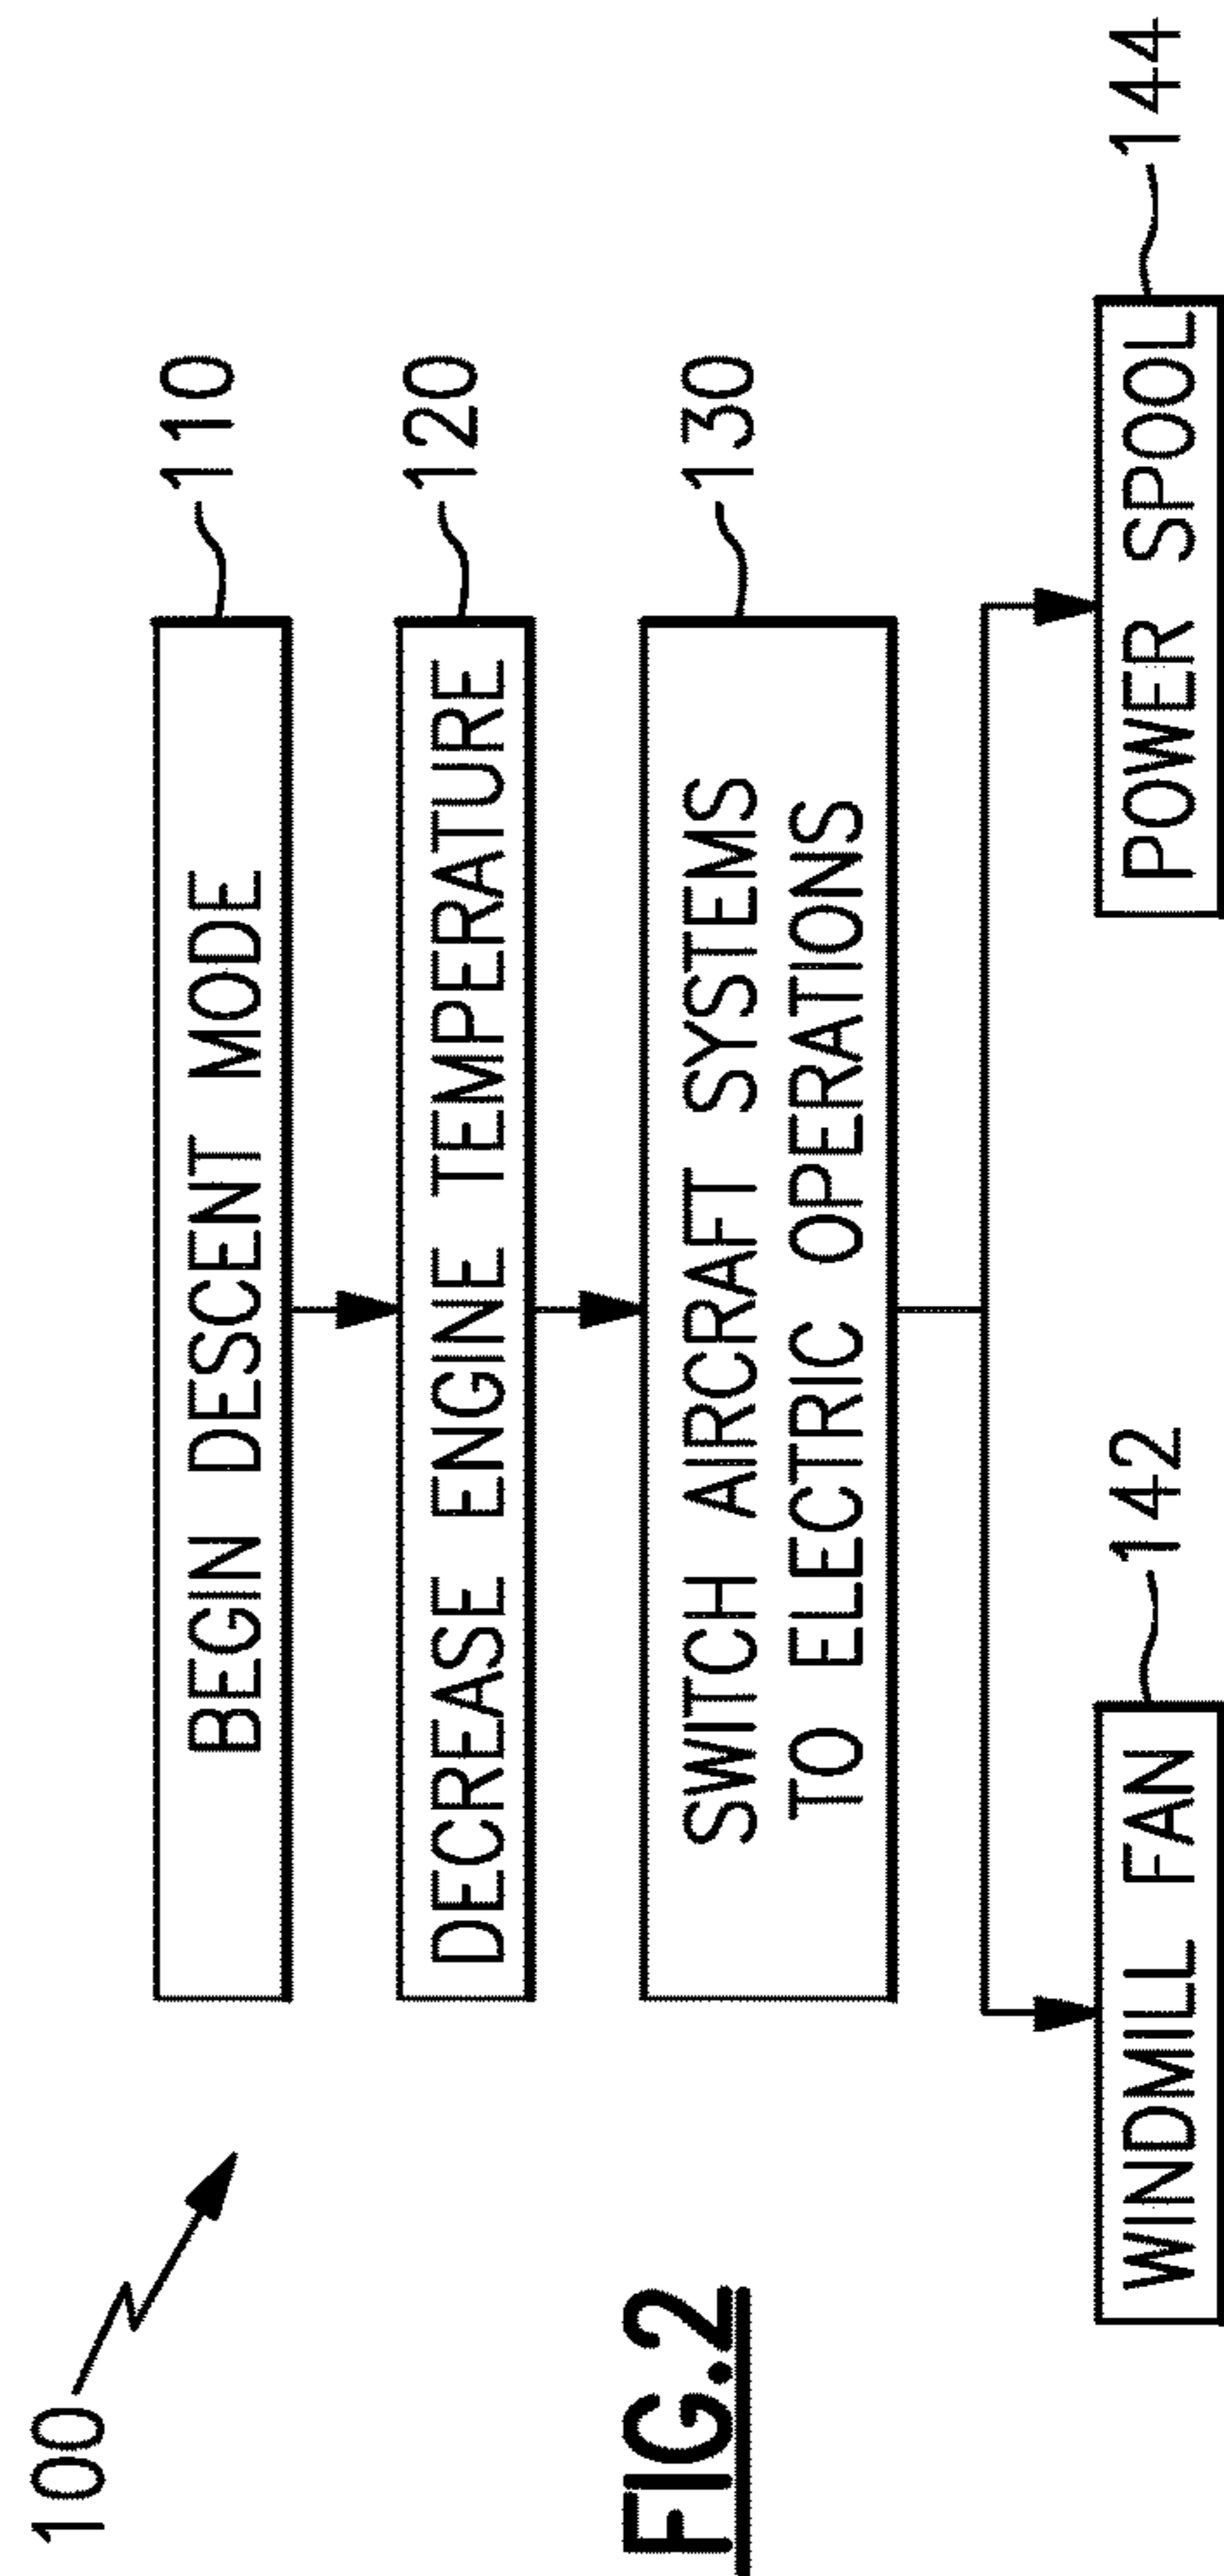 100
BEGIN DESCENT MODE
110
DECREASE ENGINE TEMPERATURE
120
SWITCH AIRCRAFT SYSTEMS
TO ELECTRIC OPERATIONS
130
WINDMILL FAN
142
POWER SPOOL
144
FIG.2